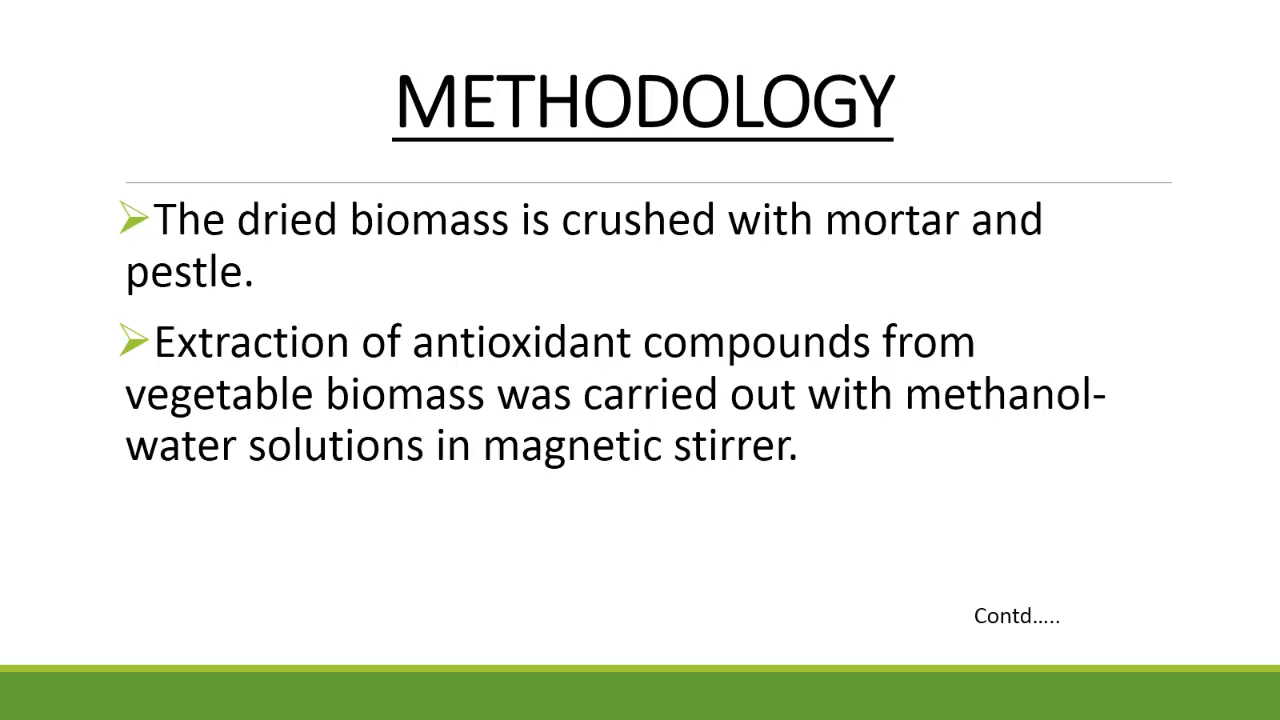 METHODOLOGY
➢The dried biomass is crushed with mortar and
pestle.
➢Extraction of antioxidant compounds from
vegetable biomass was carried out with methanol-
water solutions in magnetic stirrer.
Contd…..